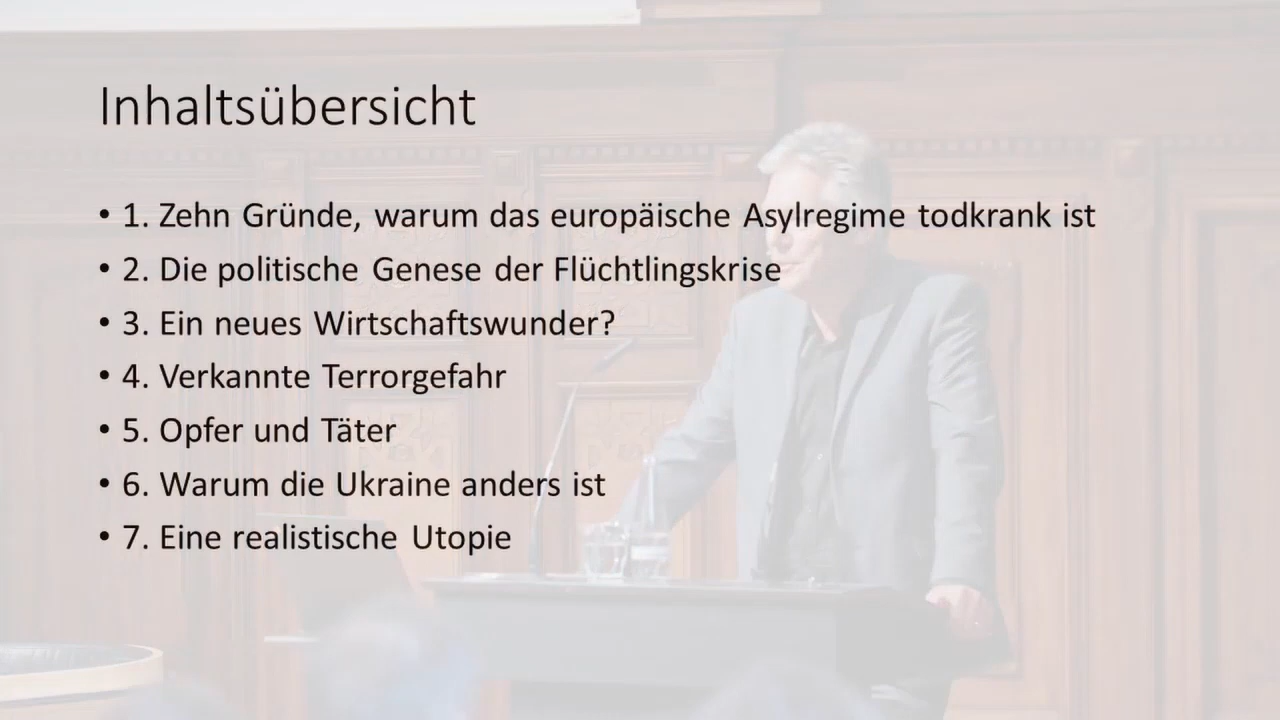 Inhaltsübersicht
• 1. Zehn Gründe, warum das europäische Asylregime todkrank ist
• 2. Die politische Genese der Flüchtlingskrise
• 3. Ein neues Wirtschaftswunder?
• 4. Verkannte Terrorgefahr
• 5. Opfer und Täter
• 6. Warum die Ukraine anders ist
• 7. Eine realistische Utopie